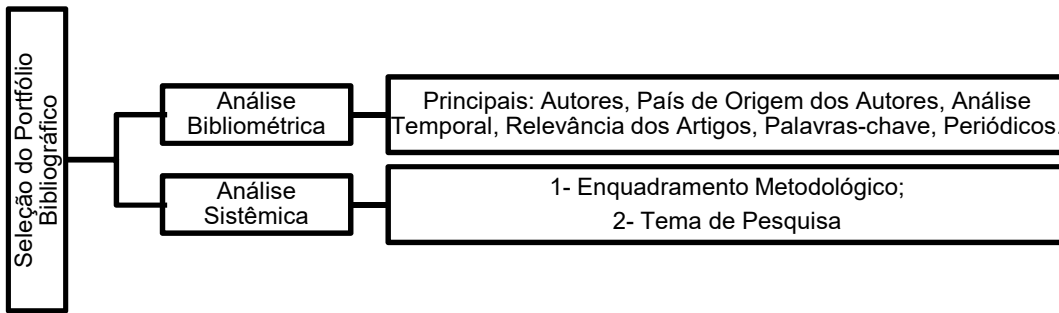 Seleção do Portfólio
Bibliográfico
Análise
Bibliométrica
Principais: Autores, País de Origem dos Autores, Análise
Temporal, Relevância dos Artigos, Palavras-chave, Periódicos.
Análise
Sistêmica
1- Enquadramento Metodológico;
2- Tema de Pesquisa